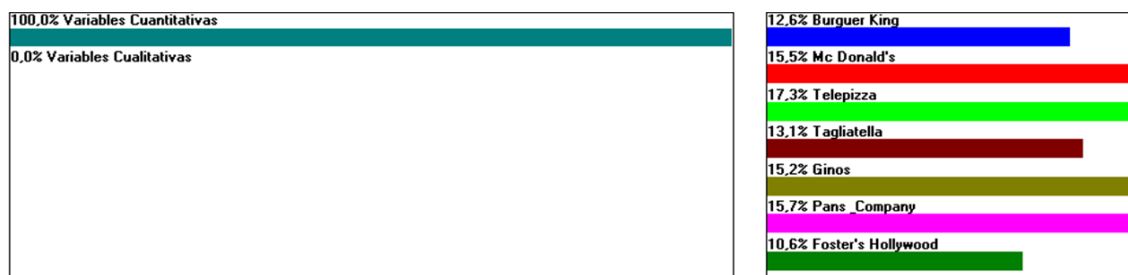 100,0% Variables Cuantitativas
0,0% Variables Cualitativas
12,6% Burguer King
15,5% Mc Donald's
17,3% Telepizza
13,1% Tagliatella
15,2% Ginos
15,7% Pans _Company
10,6% Foster's Hollywood